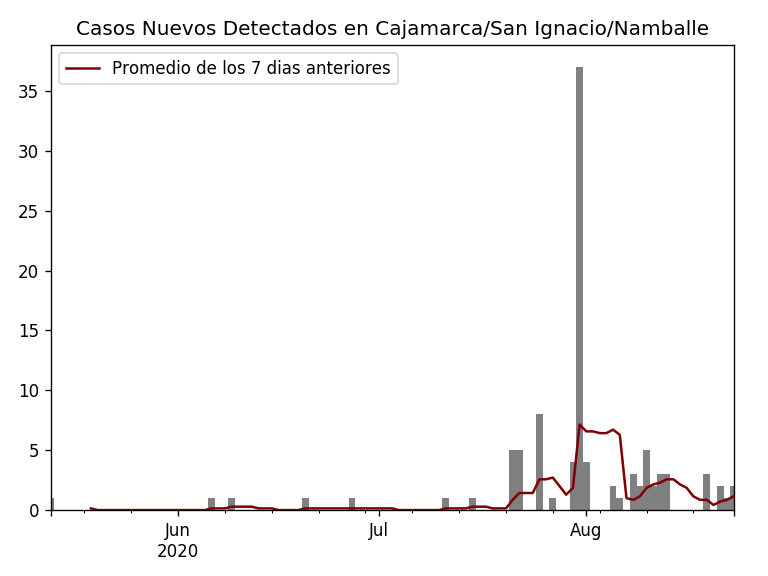 Casos Nuevos Detectados en Cajamarca/San Ignacio/Namballe
Promedio de los 7 dias anteriores
35
30
25
20
15
10
5
0
Jun
2020
Jul
Aug